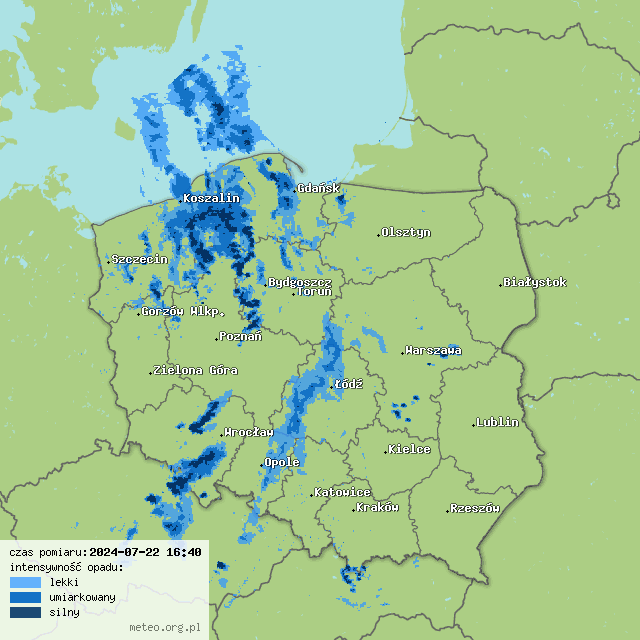 Gdańsk
Koszalin
Olsztyn
Szczecin
Białystok
Bydgoszcz
Toruń
Gorzów Wlkp.
Poznań
Warszawa
Zielona Góra
Łódź
Lublin
Wrocław
Kielce
Opole
Katowice
Kraków
Rzeszów
czas pomiaru:2024-07-22 16:40
intensywność opadu:
lekki
umiarkowany
silny
meteo.org.pl